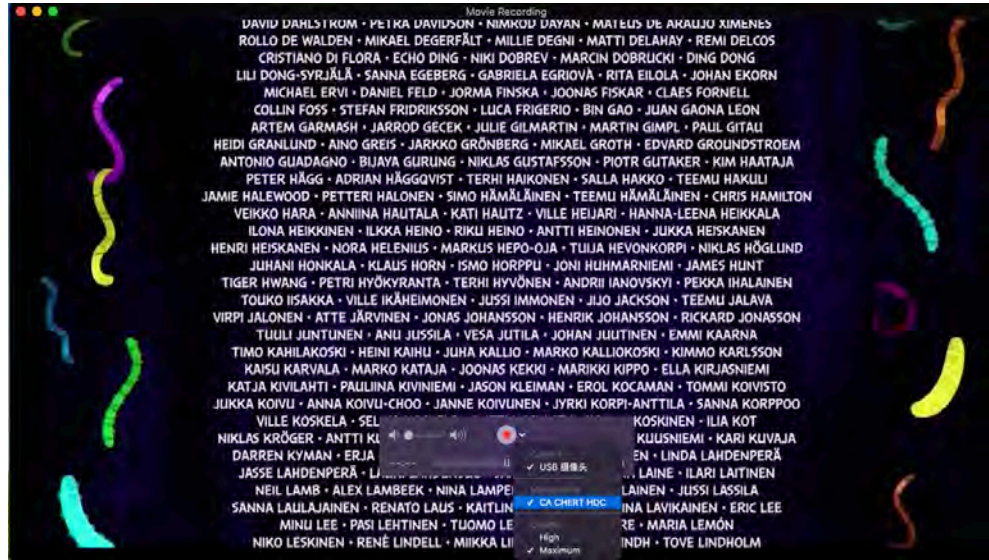 Movie Recording
DAVID DAHLSTROM • PETRA DAVIDSON • NIMROD DAYAN • MATEUS DE ARAUJO XIMENES
ROLLO DE WALDEN • MIKAEL DEGERFÄLT • MILLIE DEGNI • MATTI DELAHAY • REMI DELCOS
CRISTIANO DI FLORA • ECHO DING • NIKI DOBREV • MARCIN DOBRUCKI • DING DONG
LILI DONG-SYRJÄLÄ • SANNA EGEBERG • GABRIELA EGRIOVÀ • RITA EILOLA • JOHAN EKORN
MICHAEL ERVI • DANIEL FELD • JORMA FINSKA • JOONAS FISKAR • CLAES FORNELL
COLLIN FOSS • STEFAN FRIDRIKSSON • LUCA FRIGERIO • BIN GAO • JUAN GAONA LEON
ARTEM GARMASH • JARROD GECEK • JULIE GILMARTIN • MARTIN GIMPL • PAUL GITAU
HEIDI GRANLUND • AINO GREIS • JARKKO GRÖNBERG • MIKAEL GROTH • EDVARD GROUNDSTROEM
ANTONIO GUADAGNO • BIJAYA GURUNG • NIKLAS GUSTAFSSON • PIOTR GUTAKER • KIM HAATAJA
PETER HÄGG • ADRIAN HÄGGQVIST • TERHI HAIKONEN • SALLA HAKKO • TEEMU HAKULI
JAMIE HALEWOOD • PETTERI HALONEN • SIMO HÄMÄLÄINEN • TEEMU HÄMÄLÄINEN • CHRIS HAMILTON
VEIKKO HARA • ANNIINA HAUTALA • KATI HAUTZ • VILLE HEIJARI • HANNA-LEENA HEIKKALA
ILONA HEIKKINEN • ILKKA HEINO • RIKU HEINO • ANTTI HEINONEN • JUKKA HEISKANEN
HENRI HEISKANEN • NORA HELENIUS • MARKUS HEPO-OJA • TUIJA HEVONKORPI • NIKLAS HÖGLUND
JUHANI HONKALA • KLAUS HORN • ISMO HORPPU • JONI HUHMARNIEMI • JAMES HUNT
TIGER HWANG • PETRI HYÖKYRANTA • TERHI HYVÖNEN • ANDRII IANOVSKYI • PEKKA IHALAINEN
TOUKO IISAKKA • VILLE IKÄHEIMONEN • JUSSI IMMONEN • JIJO JACKSON • TEEMU JALAVA
VIRPI JALONEN • ATTE JÄRVINEN • JONAS JOHANSSON • HENRIK JOHANSSON • RICKARD JONASSON
TUULI JUNTUNEN • ANU JUSSILA • VESA JUTILA • JOHAN JUUTINEN • EMMI KAARNA
TIMO KAHILAKOSKI • HEINI KAIHU • JUHA KALLIO • MARKO KALLIOKOSKI • KIMMO KARLSSON
KAISU KARVALA • MARKO KATAJA • JOONAS KEKKI • MARIKKI KIPPO • ELLA KIRJASNIEMI
KATJA KIVILAHTI • PAULIINA KIVINIEMI • JASON KLEIMAN • EROL KOCAMAN • TOMMI KOIVISTO
JUKKA KOIVU • ANNA KOIVU-CHOO • JANNE KOIVUNEN • JYRKI KORPI-ANTTILA • SANNA KORPPOO
VILLE KOSKELA • SEL KOSKINEN • ILIA KOT
NIKLAS KRÖGER • ANTTI KU KUUSNIEMI • KARI KUVAJA
DARREN KYMAN • ERJA EN • LINDA LAHDENPERÄ
USB 摄像头
JASSE LAHDENPERÄ • LAINE • ILARI LAITINEN
NEIL LAMB • ALEX LAMBEEK • NINA LAMPE LAINEN • JUSSI LASSILA
CA CHERT HDC
SANNA LAULAJAINEN • RENATO LAUS • KAITLIN NA LAVIKAINEN • ERIC LEE
MINU LEE • PASI LEHTINEN • TUOMO LE RE • MARIA LEMÓN
High
NIKO LESKINEN • RENÉ LINDELL • MIIKKA LI NDH • TOVE LINDHOLM
Maximum